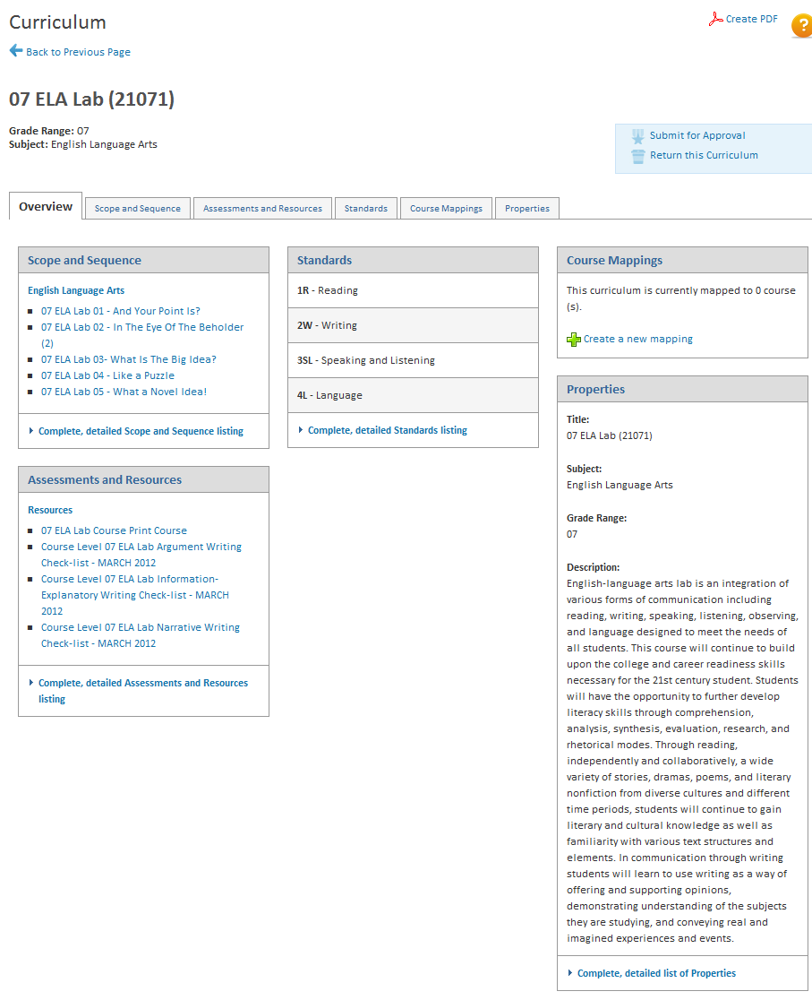 Curriculum
Create PDF
?
Back to Previous Page
07 ELA Lab (21071)
Grade Range: 07
Subject: English Language Arts
Submit for Approval
Return this Curriculum
Overview
Scope and Sequence
Assessments and Resources
Standards
Course Mappings
Properties
Scope and Sequence
English Language Arts
07 ELA Lab 01 - And Your Point Is?
07 ELA Lab 02 - In The Eye Of The Beholder
(2)
07 ELA Lab 03- What Is The Big Idea?
07 ELA Lab 04 - Like a Puzzle
07 ELA Lab 05 - What a Novel Idea!
Complete, detailed Scope and Sequence listing
Assessments and Resources
Resources
07 ELA Lab Course Print Course
Course Level 07 ELA Lab Argument Writing
Check-list - MARCH 2012
Course Level 07 ELA Lab Information-
Explanatory Writing Check-list - MARCH
2012
Course Level 07 ELA Lab Narrative Writing
Check-list - MARCH 2012
Complete, detailed Assessments and Resources
listing
Standards
1R - Reading
2W - Writing
3SL - Speaking and Listening
4L - Language
Complete, detailed Standards listing
Course Mappings
This curriculum is currently mapped to 0 course
(s).
Create a new mapping
Properties
Title:
07 ELA Lab (21071)
Subject:
English Language Arts
Grade Range:
07
Description:
English-language arts lab is an integration of
various forms of communication including
reading, writing, speaking, listening, observing,
and language designed to meet the needs of
all students. This course will continue to build
upon the college and career readiness skills
necessary for the 21st century student. Students
will have the opportunity to further develop
literacy skills through comprehension,
analysis, synthesis, evaluation, research, and
rhetorical modes. Through reading,
independently and collaboratively, a wide
variety of stories, dramas, poems, and literary
nonfiction from diverse cultures and different
time periods, students will continue to gain
literary and cultural knowledge as well as
familiarity with various text structures and
elements. In communication through writing
students will learn to use writing as a way of
offering and supporting opinions,
demonstrating understanding of the subjects
they are studying, and conveying real and
imagined experiences and events.
Complete, detailed list of Properties